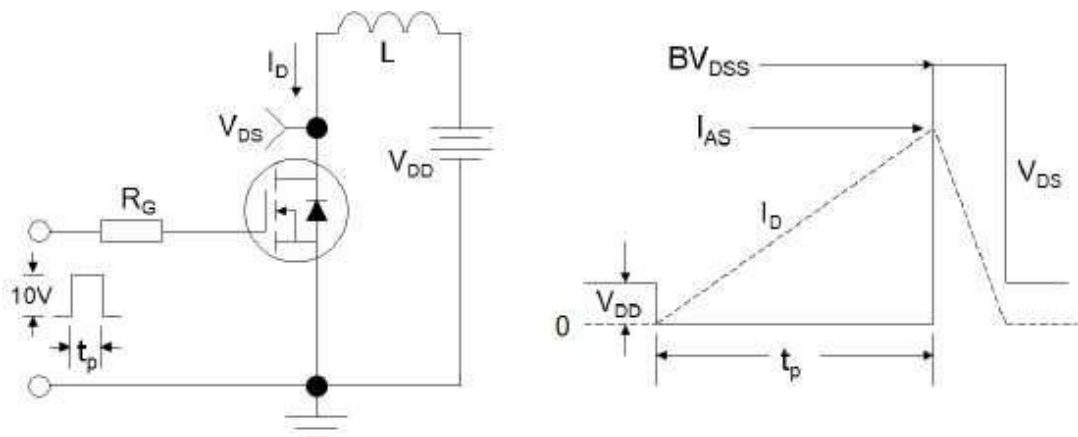 L
I_D
V_DS
V_DD
R_G
10V
t_p
BV_DSS
I_AS
V_DS
I_D
V_DD
0
t_p